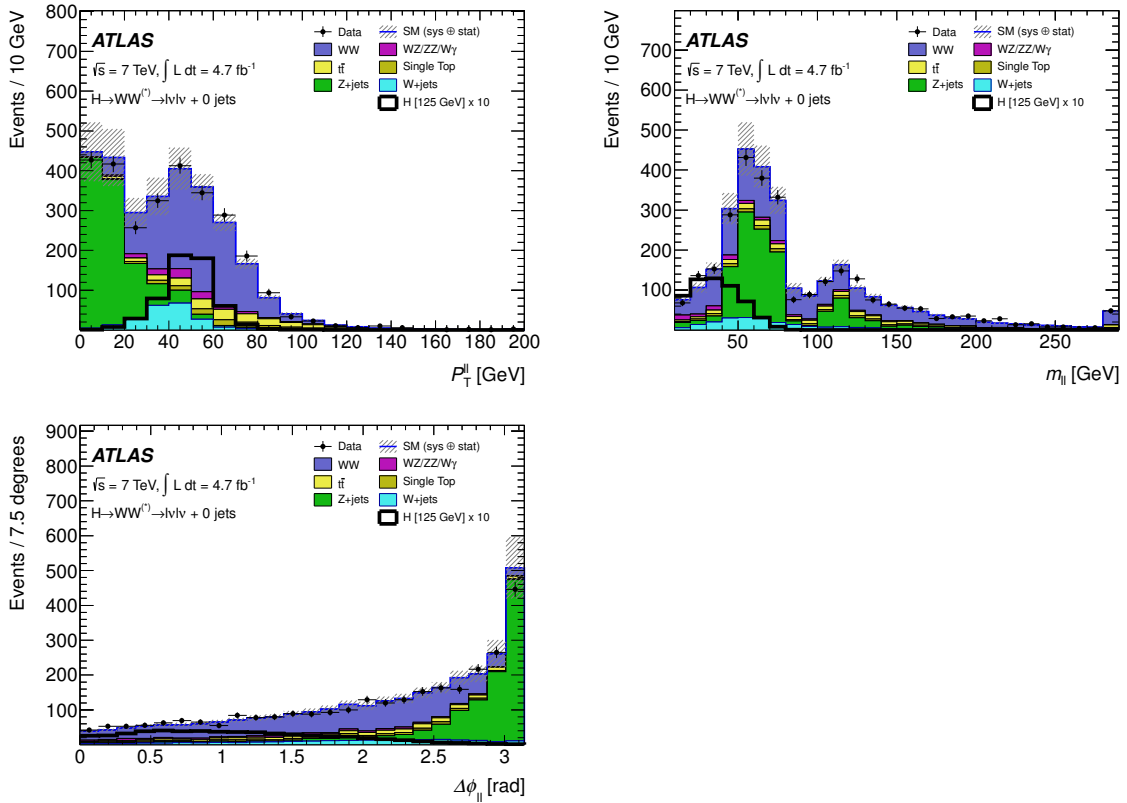 Events / 10 GeV
800
700
600
500
400
300
200
100
ATLAS
√s = 7 TeV, ∫ L dt = 4.7 fb⁻¹
H→WW⁽*⁾→lνlν + 0 jets
Data
SM (sys ⊕ stat)
WW
WZ/ZZ/Wγ
tt̄
Single Top
Z+jets
W+jets
H [125 GeV] x 10
0 20 40 60 80 100 120 140 160 180 200
P_T^ll [GeV]
Events / 10 GeV
800
700
600
500
400
300
200
100
ATLAS
√s = 7 TeV, ∫ L dt = 4.7 fb⁻¹
H→WW⁽*⁾→lνlν + 0 jets
Data
SM (sys ⊕ stat)
WW
WZ/ZZ/Wγ
tt̄
Single Top
Z+jets
W+jets
H [125 GeV] x 10
50 100 150 200 250
m_ll [GeV]
Events / 7.5 degrees
900
800
700
600
500
400
300
200
100
ATLAS
√s = 7 TeV, ∫ L dt = 4.7 fb⁻¹
H→WW⁽*⁾→lνlν + 0 jets
Data
SM (sys ⊕ stat)
WW
WZ/ZZ/Wγ
tt̄
Single Top
Z+jets
W+jets
H [125 GeV] x 10
0 0.5 1 1.5 2 2.5 3
Δϕ_ll [rad]